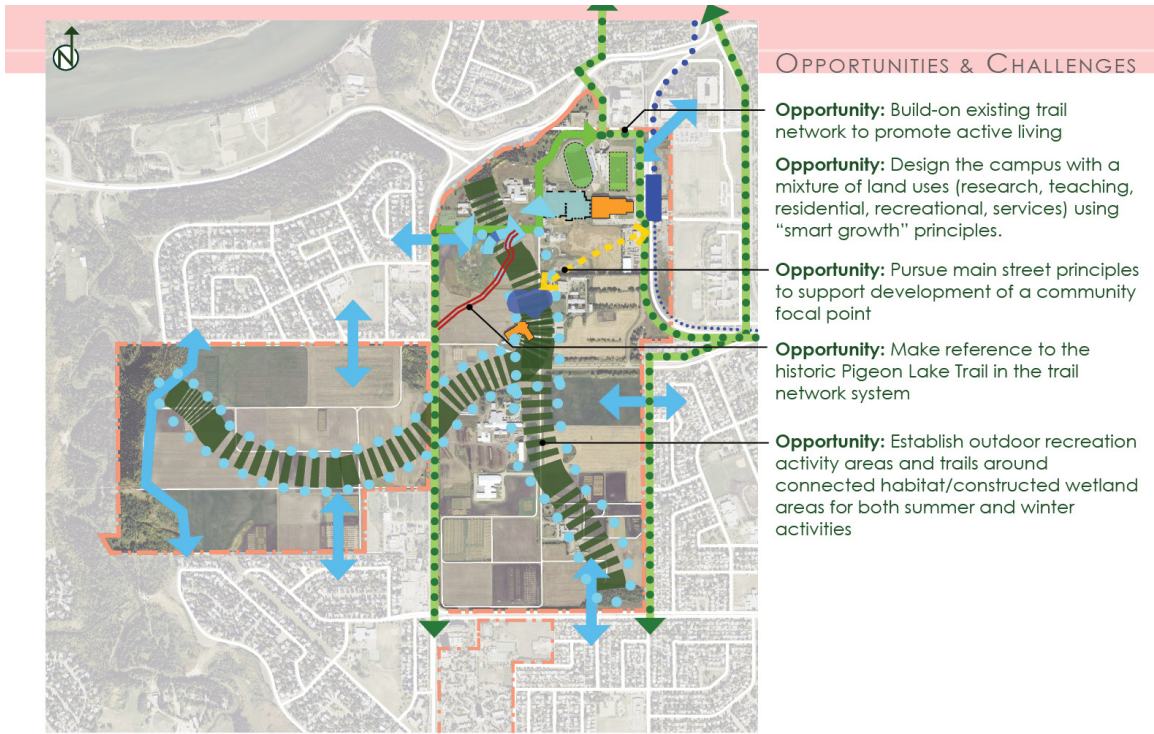 N
OPPORTUNITIES & CHALLENGES
Opportunity: Build-on existing trail
network to promote active living
Opportunity: Design the campus with a
mixture of land uses (research, teaching,
residential, recreational, services) using
“smart growth” principles.
Opportunity: Pursue main street principles
to support development of a community
focal point
Opportunity: Make reference to the
historic Pigeon Lake Trail in the trail
network system
Opportunity: Establish outdoor recreation
activity areas and trails around
connected habitat/constructed wetland
areas for both summer and winter
activities